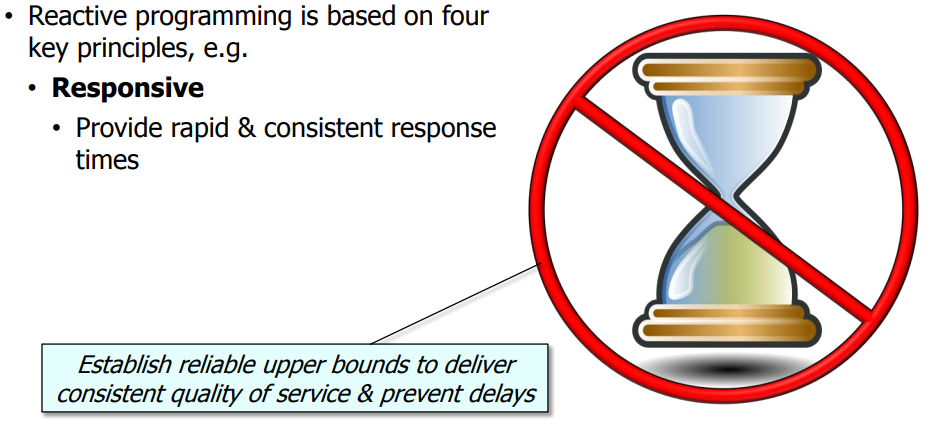 • Reactive programming is based on four
key principles, e.g.
• Responsive
• Provide rapid & consistent response
times
Establish reliable upper bounds to deliver
consistent quality of service & prevent delays